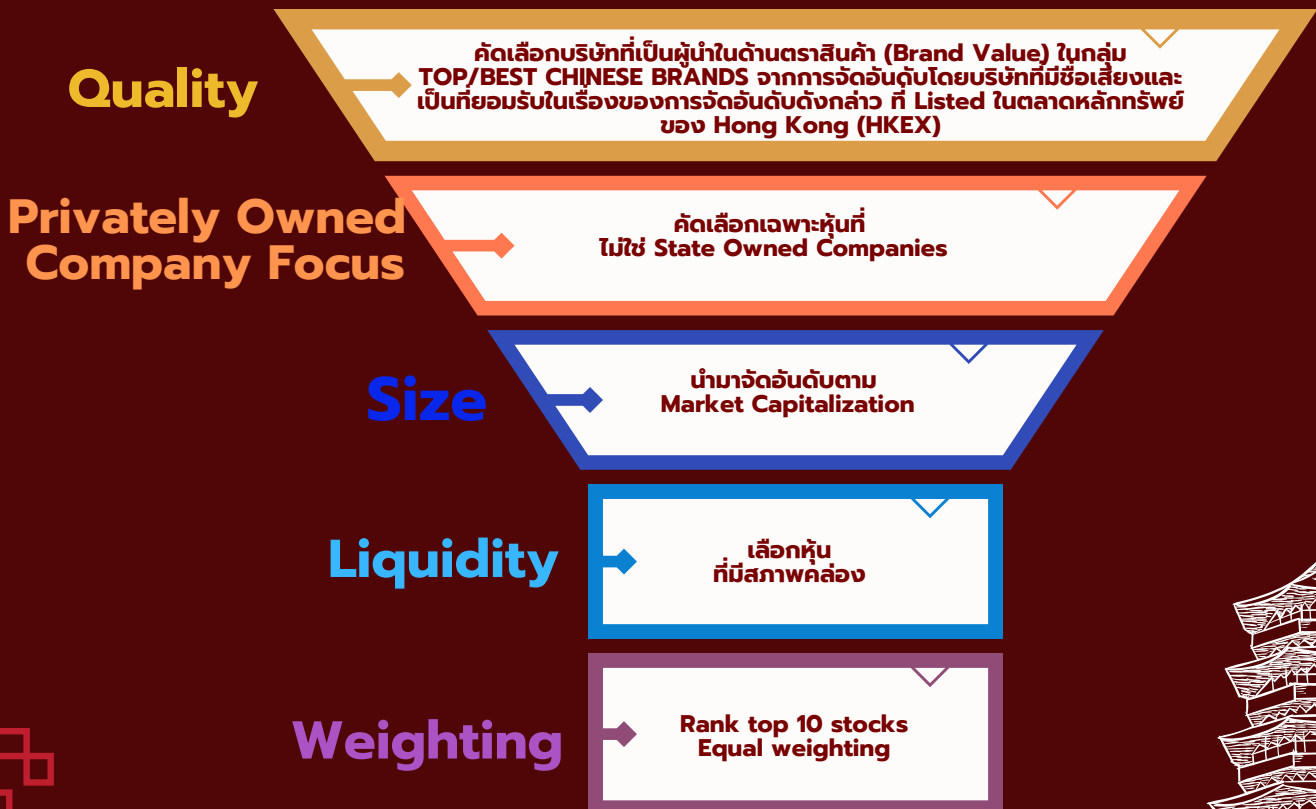 Quality
คัดเลือกบริษัทที่เป็นผู้นำในด้านตราสินค้า (Brand Value) ในกลุ่ม
TOP/BEST CHINESE BRANDS จากการจัดอันดับโดยบริษัทที่มีชื่อเสียงและ
เป็นที่ยอมรับในเรื่องของการจัดอันดับดังกล่าว ที่ Listed ในตลาดหลักทรัพย์
ของ Hong Kong (HKEX)
Privately Owned
Company Focus
คัดเลือกเฉพาะหุ้นที่
ไม่ใช่ State Owned Companies
Size
นำมาจัดอันดับตาม
Market Capitalization
Liquidity
เลือกหุ้น
ที่มีสภาพคล่อง
Weighting
Rank top 10 stocks
Equal weighting